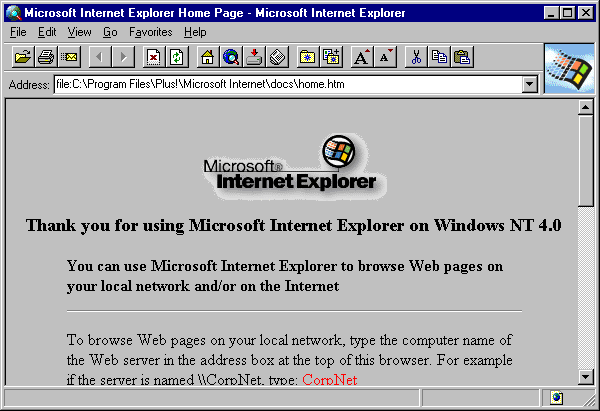 Microsoft Internet Explorer Home Page - Microsoft Internet Explorer
File Edit View Go Favorites Help
A A
Address: file:C:\Program Files\Plus!\Microsoft Internet\docs\home.htm
Microsoft®
Internet Explorer
Thank you for using Microsoft Internet Explorer on Windows NT 4.0
You can use Microsoft Internet Explorer to browse Web pages on
your local network and/or on the Internet
To browse Web pages on your local network, type the computer name of
the Web server in the address box at the top of this browser. For example
if the server is named \\CorpNet, type: CorpNet